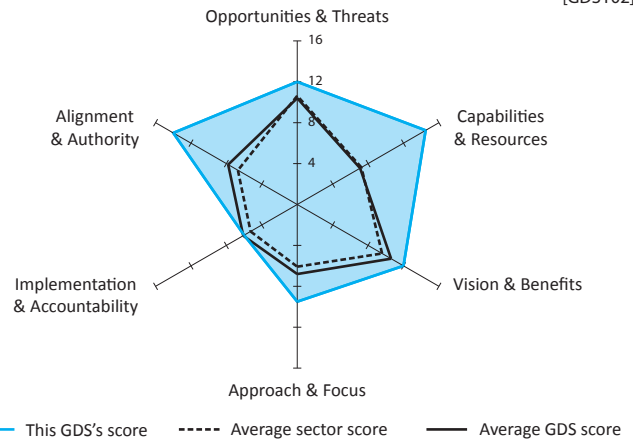 [GDS102]
Opportunities & Threats
16
12
8
4
Alignment
& Authority
Capabilities
& Resources
Implementation
& Accountability
Vision & Benefits
Approach & Focus
This GDS's score
Average sector score
Average GDS score